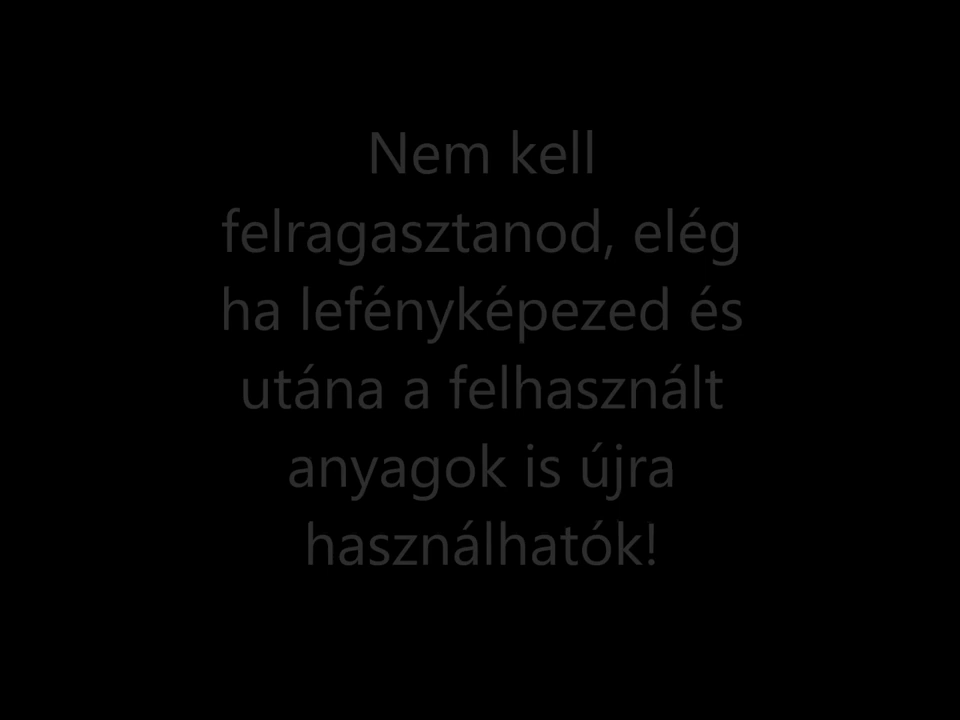 Nem kell
felragasztanod, elég
ha lefényképezed és
utána a felhasznált
anyagok is újra
használhatók!